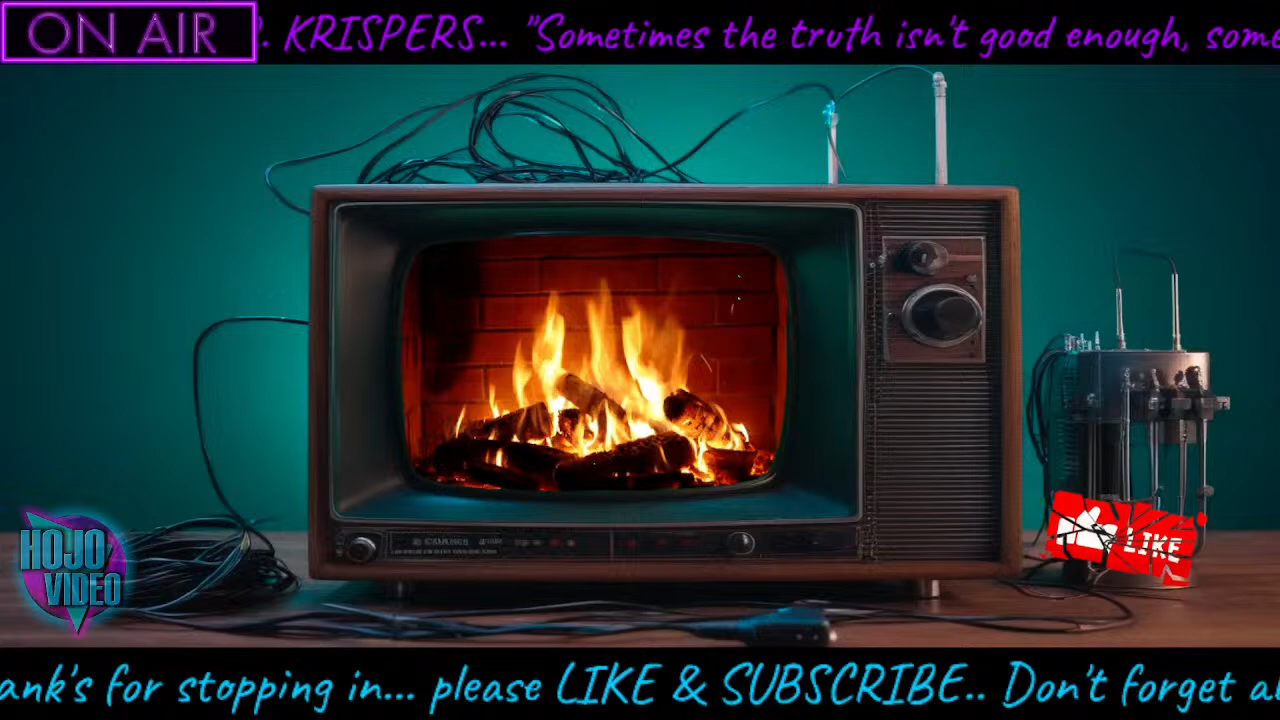 ON AIR
'. KRISPERS... "Sometimes the truth isn't good enough, some
HOJO
VIDEO
LIKE
ank's for stopping in... please LIKE & SUBSCRIBE.. Don't forget al